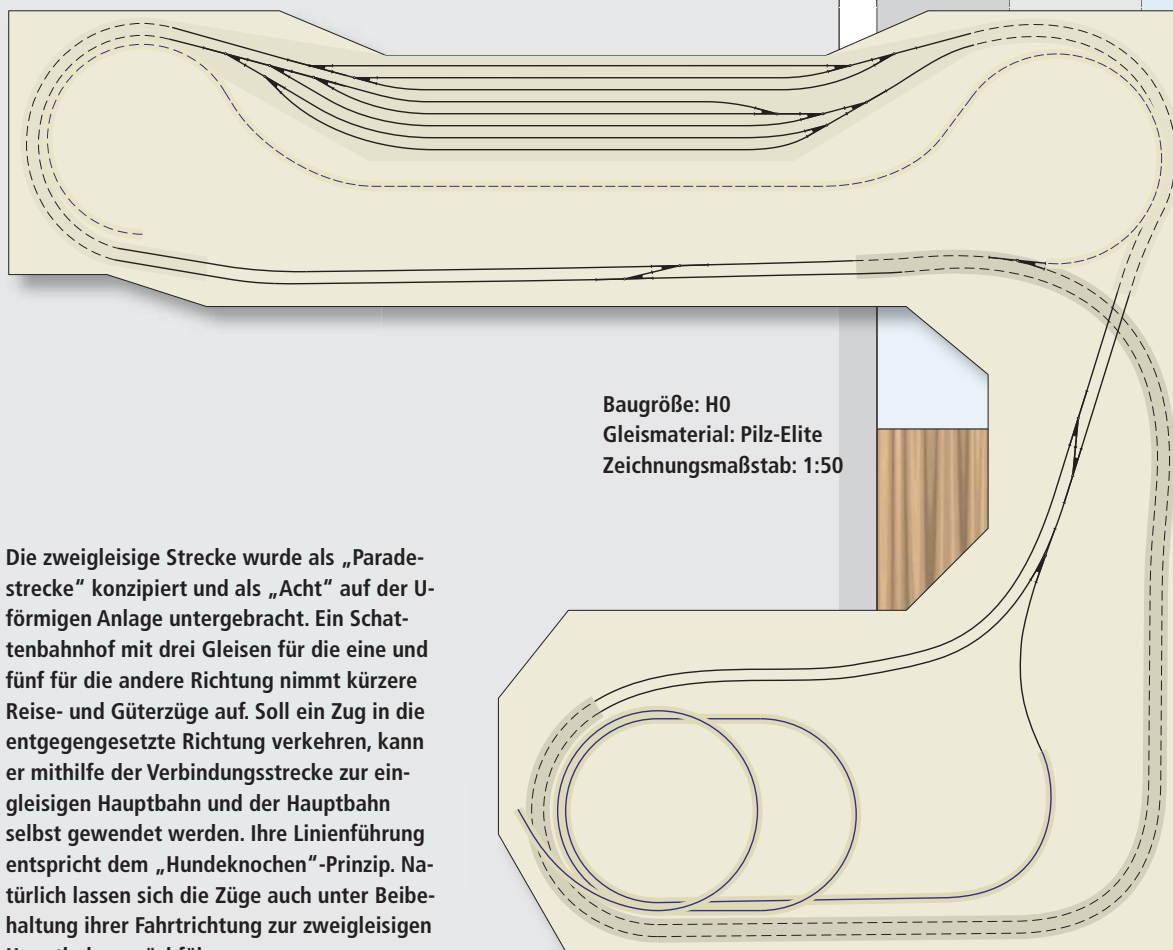 Baugröße: H0
Gleismaterial: Pilz-Elite
Zeichnungsmaßstab: 1:50
Die zweigleisige Strecke wurde als „Parade-
strecke“ konzipiert und als „Acht“ auf der U-
förmigen Anlage untergebracht. Ein Schat-
tenbahnhof mit drei Gleisen für die eine und
fünf für die andere Richtung nimmt kürzere
Reise- und Güterzüge auf. Soll ein Zug in die
entgegengesetzte Richtung verkehren, kann
er mithilfe der Verbindungsstrecke zur ein-
gleisigen Hauptbahn und der Hauptbahn
selbst gewendet werden. Ihre Linienführung
entspricht dem „Hundeknochen“-Prinzip. Na-
türlich lassen sich die Züge auch unter Beibe-
haltung ihrer Fahrtrichtung zur zweigleisigen